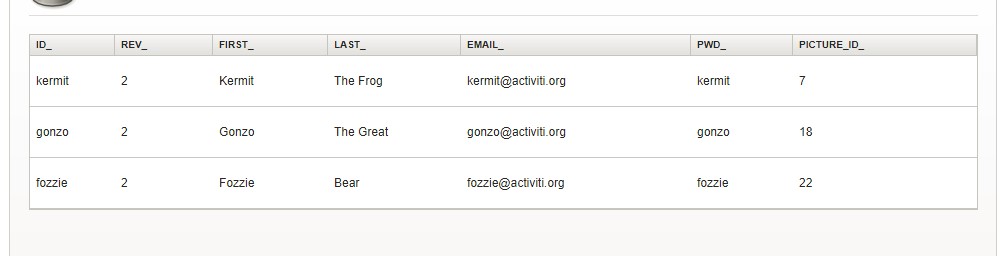 ID_ REV_ FIRST_ LAST_ EMAIL_ PWD_ PICTURE_ID_
kermit 2 Kermit The Frog kermit@activiti.org kermit 7
gonzo 2 Gonzo The Great gonzo@activiti.org gonzo 18
fozzie 2 Fozzie Bear fozzie@activiti.org fozzie 22